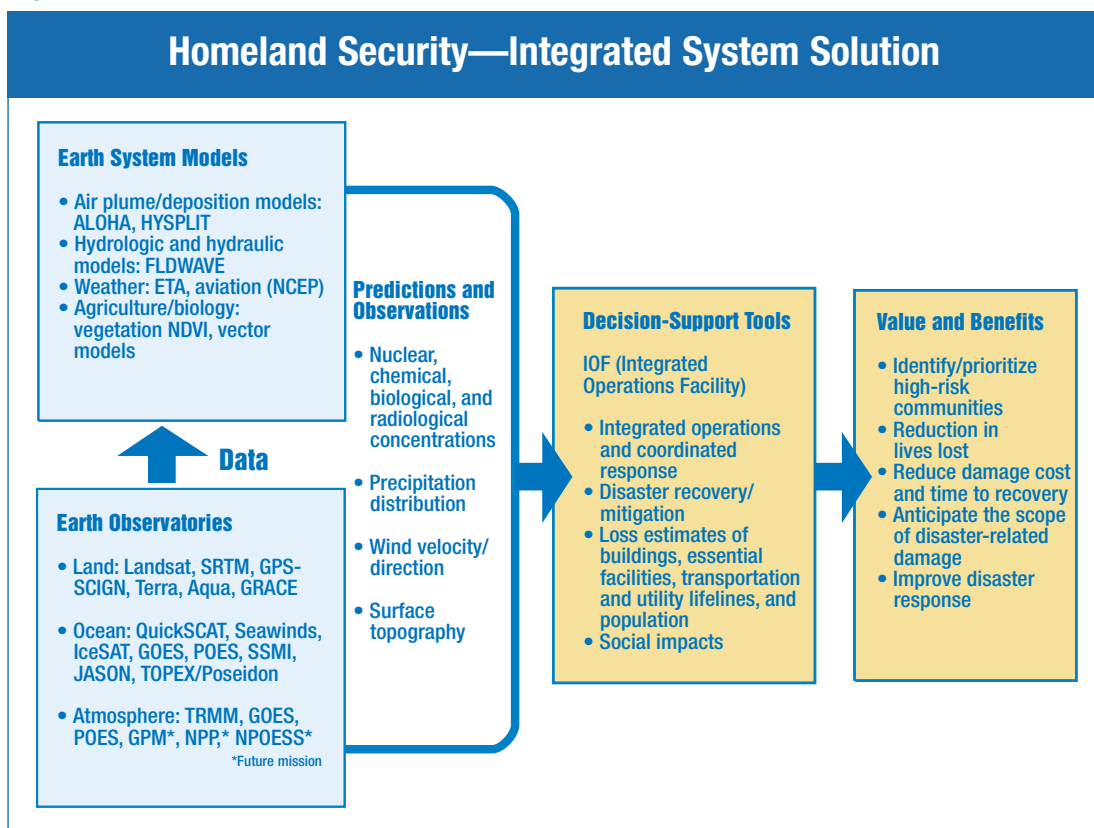 Homeland Security—Integrated System Solution
Earth System Models
• Air plume/deposition models:
ALOHA, HYSPLIT
• Hydrologic and hydraulic
models: FLDWAVE
• Weather: ETA, aviation (NCEP)
• Agriculture/biology:
vegetation NDVI, vector
models
Data
Earth Observatories
• Land: Landsat, SRTM, GPS-
SCIGN, Terra, Aqua, GRACE
• Ocean: QuickSCAT, Seawinds,
IceSAT, GOES, POES, SSMI,
JASON, TOPEX/Poseidon
• Atmosphere: TRMM, GOES,
POES, GPM*, NPP,* NPOESS*
*Future mission
Predictions and
Observations
• Nuclear,
chemical,
biological, and
radiological
concentrations
• Precipitation
distribution
• Wind velocity/
direction
• Surface
topography
Decision-Support Tools
IOF (Integrated
Operations Facility)
• Integrated operations
and coordinated
response
• Disaster recovery/
mitigation
• Loss estimates of
buildings, essential
facilities, transportation
and utility lifelines, and
population
• Social impacts
Value and Benefits
• Identify/prioritize
high-risk
communities
• Reduction in
lives lost
• Reduce damage cost
and time to recovery
• Anticipate the scope
of disaster-related
damage
• Improve disaster
response